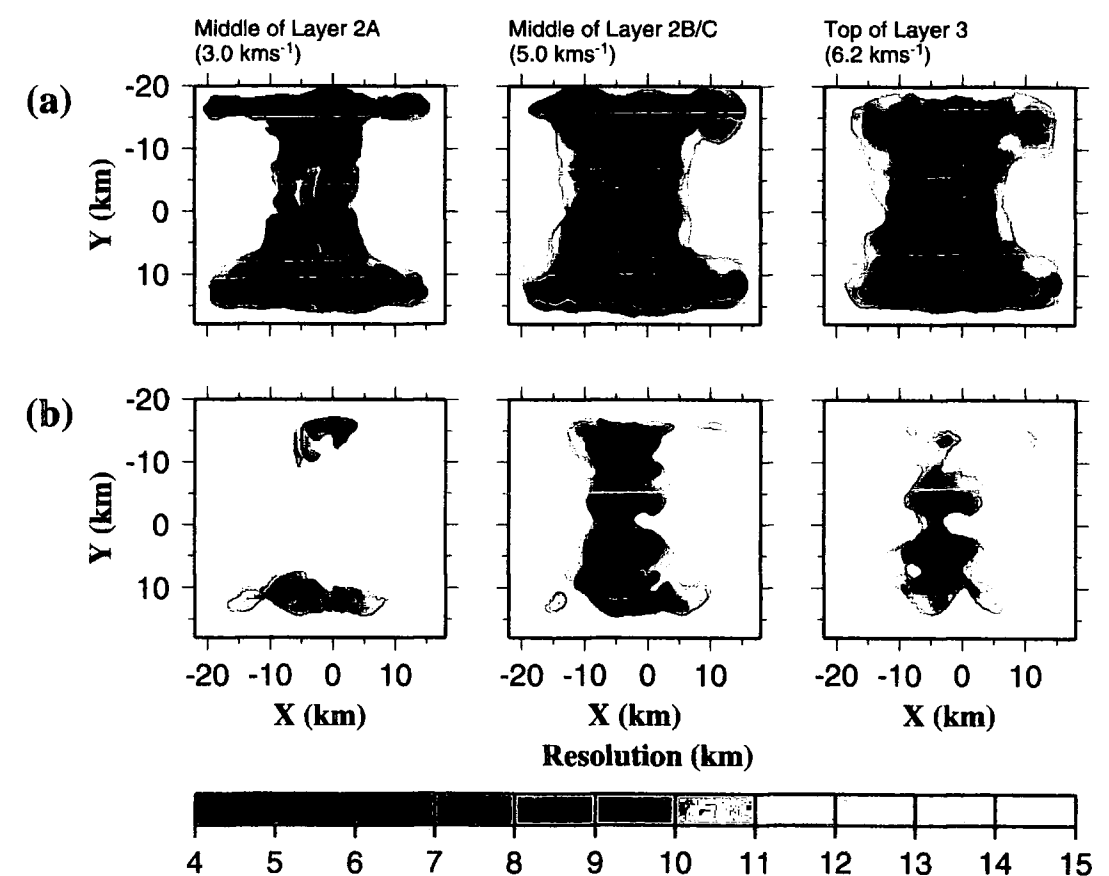 Middle of Layer 2A
(3.0 kms-1)
Middle of Layer 2B/C
(5.0 kms-1)
Top of Layer 3
(6.2 kms-1)
(a)
-20
-10
0
10
Y (km)
(b)
-20
-10
0
10
Y (km)
-20 -10 0 10
-20 -10 0 10
-20 -10 0 10
X (km)
X (km)
X (km)
Resolution (km)
4 5 6 7 8 9 10 11 12 13 14 15